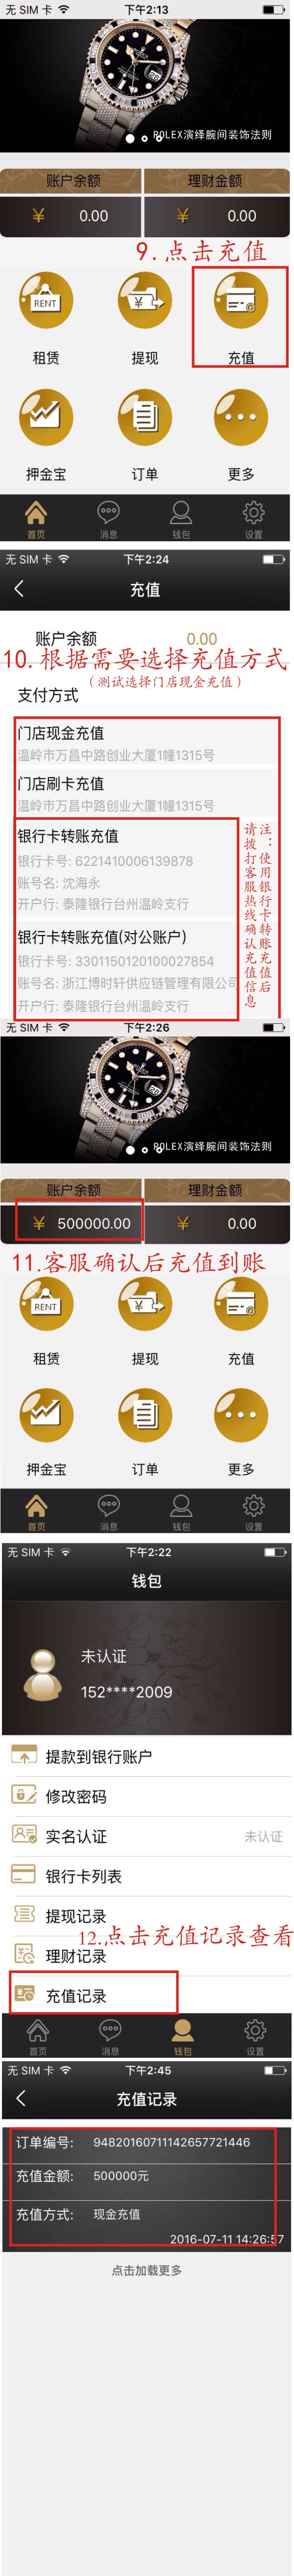 无 SIM 卡 下午2:13
ROLEX演绎腕间装饰法则
账户余额 理财金额
¥ 0.00 ¥ 0.00
9.点击充值
RENT ¥
租赁 提现 充值
押金宝 订单 更多
首页 消息 钱包 设置
无 SIM 卡 下午2:24
充值
账户余额 0.00
10.根据需要选择充值方式
（测试选择门店现金充值）
支付方式
门店现金充值
温岭市万昌中路创业大厦1幢1315号
门店刷卡充值
温岭市万昌中路创业大厦1幢1315号
银行卡转账充值
银行卡号: 6221410006139878
账号名: 沈海永
开户行: 泰隆银行台州温岭支行
银行卡转账充值(对公账户)
银行卡号: 3301150120100027854
账号名: 浙江博时轩供应链管理有限公司
开户行: 泰隆银行台州温岭支行
注：使用银行卡转账充值后
请拨打客服热线确认充值信息
无 SIM 卡 下午2:26
ROLEX演绎腕间装饰法则
账户余额 理财金额
¥ 500000.00 ¥ 0.00
11.客服确认后充值到账
RENT ¥
租赁 提现 充值
押金宝 订单 更多
首页 消息 钱包 设置
无 SIM 卡 下午2:22
钱包
未认证
152****2009
提款到银行账户
修改密码
实名认证 未认证
银行卡列表
提现记录
12.点击充值记录查看
理财记录
充值记录
首页 消息 钱包 设置
无 SIM 卡 下午2:45
充值记录
订单编号: 94820160711142657721446
充值金额: 500000元
充值方式: 现金充值
2016-07-11 14:26:57
点击加载更多